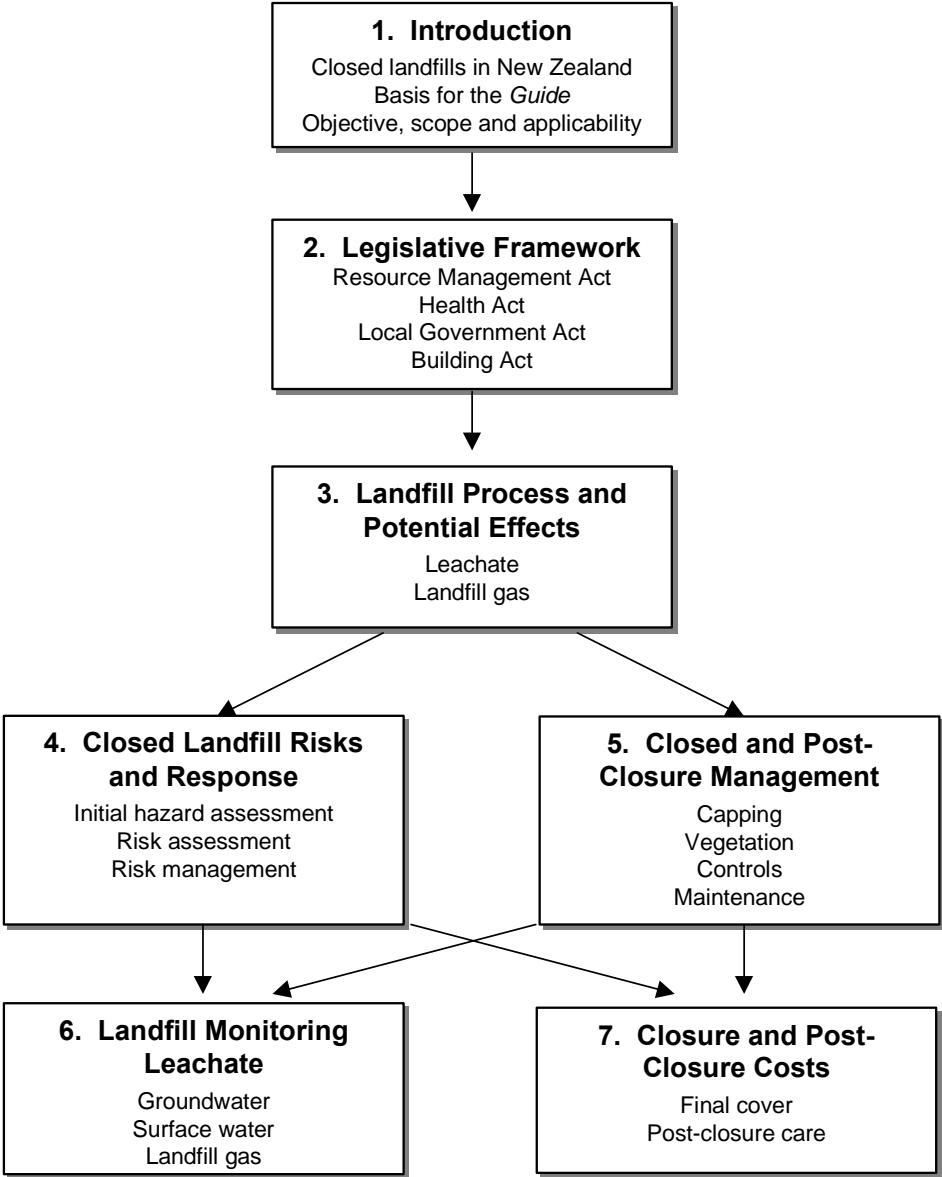 1. Introduction
Closed landfills in New Zealand
Basis for the Guide
Objective, scope and applicability
2. Legislative Framework
Resource Management Act
Health Act
Local Government Act
Building Act
3. Landfill Process and
Potential Effects
Leachate
Landfill gas
4. Closed Landfill Risks
and Response
Initial hazard assessment
Risk assessment
Risk management
5. Closed and Post-
Closure Management
Capping
Vegetation
Controls
Maintenance
6. Landfill Monitoring
Leachate
Groundwater
Surface water
Landfill gas
7. Closure and Post-
Closure Costs
Final cover
Post-closure care